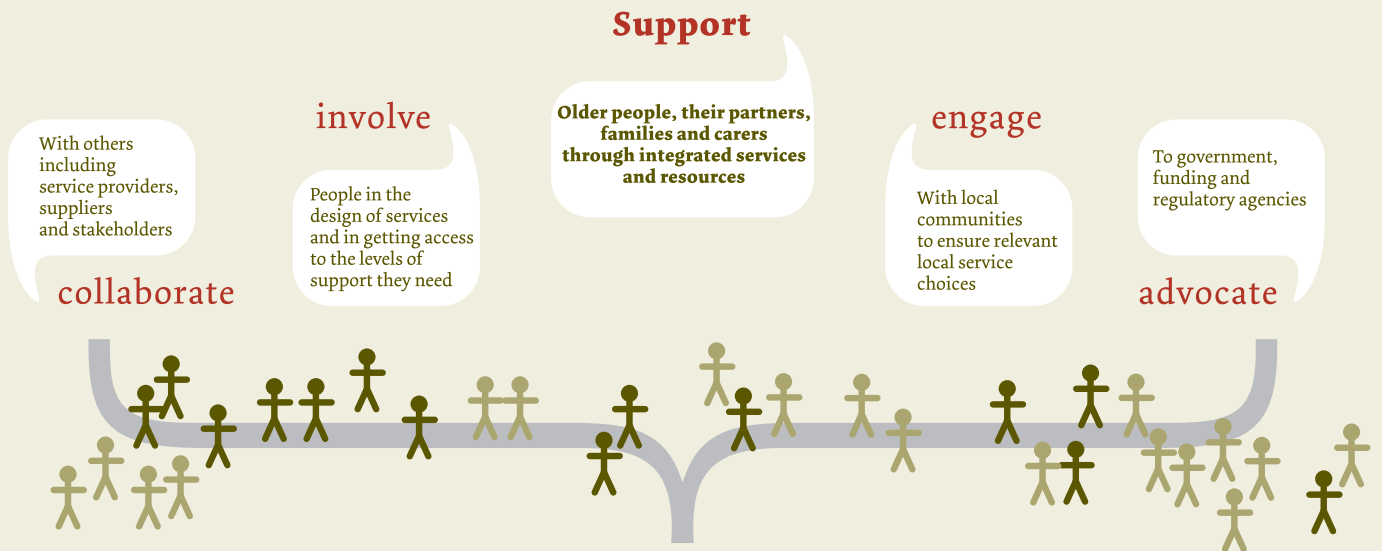 Support
Older people, their partners,
families and carers
through integrated services
and resources
With others
including
service providers,
suppliers
and stakeholders
collaborate
involve
People in the
design of services
and in getting access
to the levels of
support they need
engage
With local
communities
to ensure relevant
local service
choices
To government,
funding and
regulatory agencies
advocate